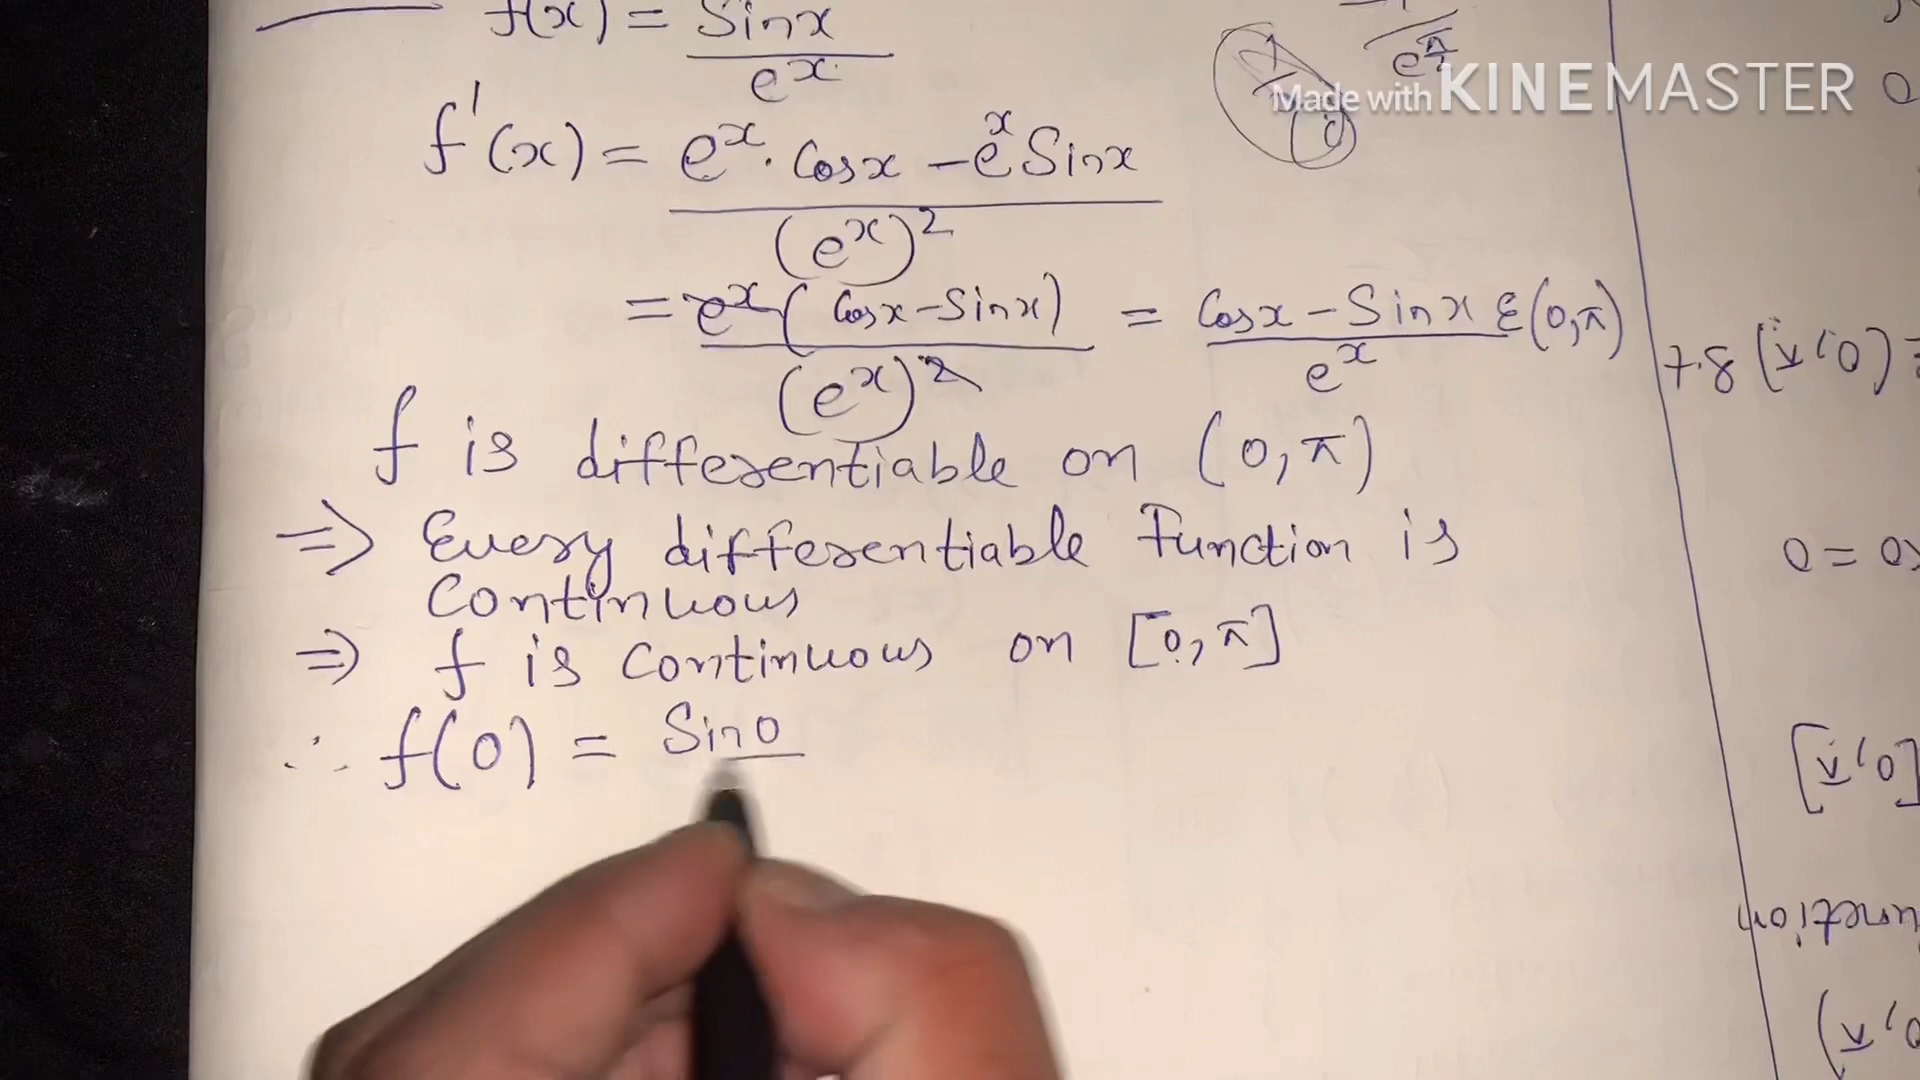 f(x) = Sinx / e^x
f'(x) = e^x . Cosx - e^x Sinx / (e^x)^2
= e^x (Cosx - Sinx) / (e^x)^2 = Cosx - Sinx / e^x ε (0, π)
f is differentiable on (0, π)
⇒ Every differentiable Function is
Continuous
⇒ f is continuous on [0, π]
∴ f(0) = Sin0
Made with KINEMASTER